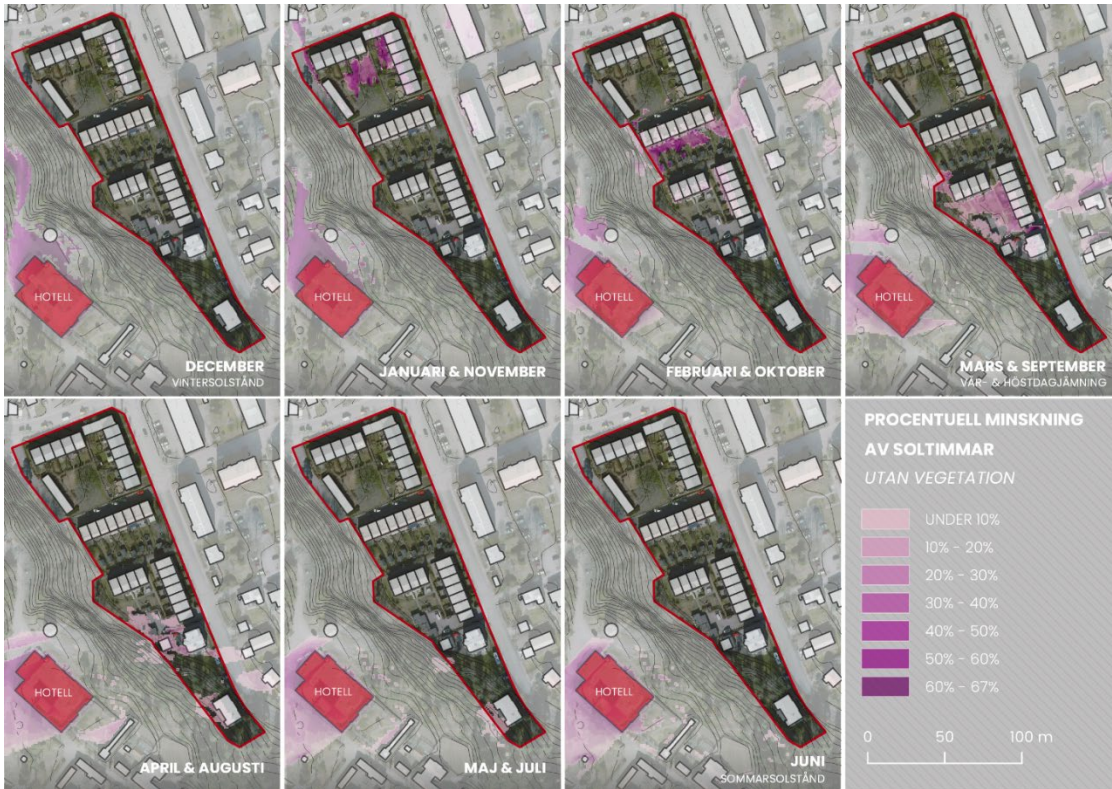 HOTELL
DECEMBER
VINTERSOLSTÅND
HOTELL
JANUARI & NOVEMBER
HOTELL
FEBRUARI & OKTOBER
HOTELL
MARS & SEPTEMBER
VÅR- & HÖSTDAGJÄMNING
HOTELL
APRIL & AUGUSTI
HOTELL
MAJ & JULI
HOTELL
JUNI
SOMMARSOLSTÅND
PROCENTUELL MINSKNING
AV SOLTIMMAR
UTAN VEGETATION
UNDER 10%
10% - 20%
20% - 30%
30% - 40%
40% - 50%
50% - 60%
60% - 67%
0 50 100 m